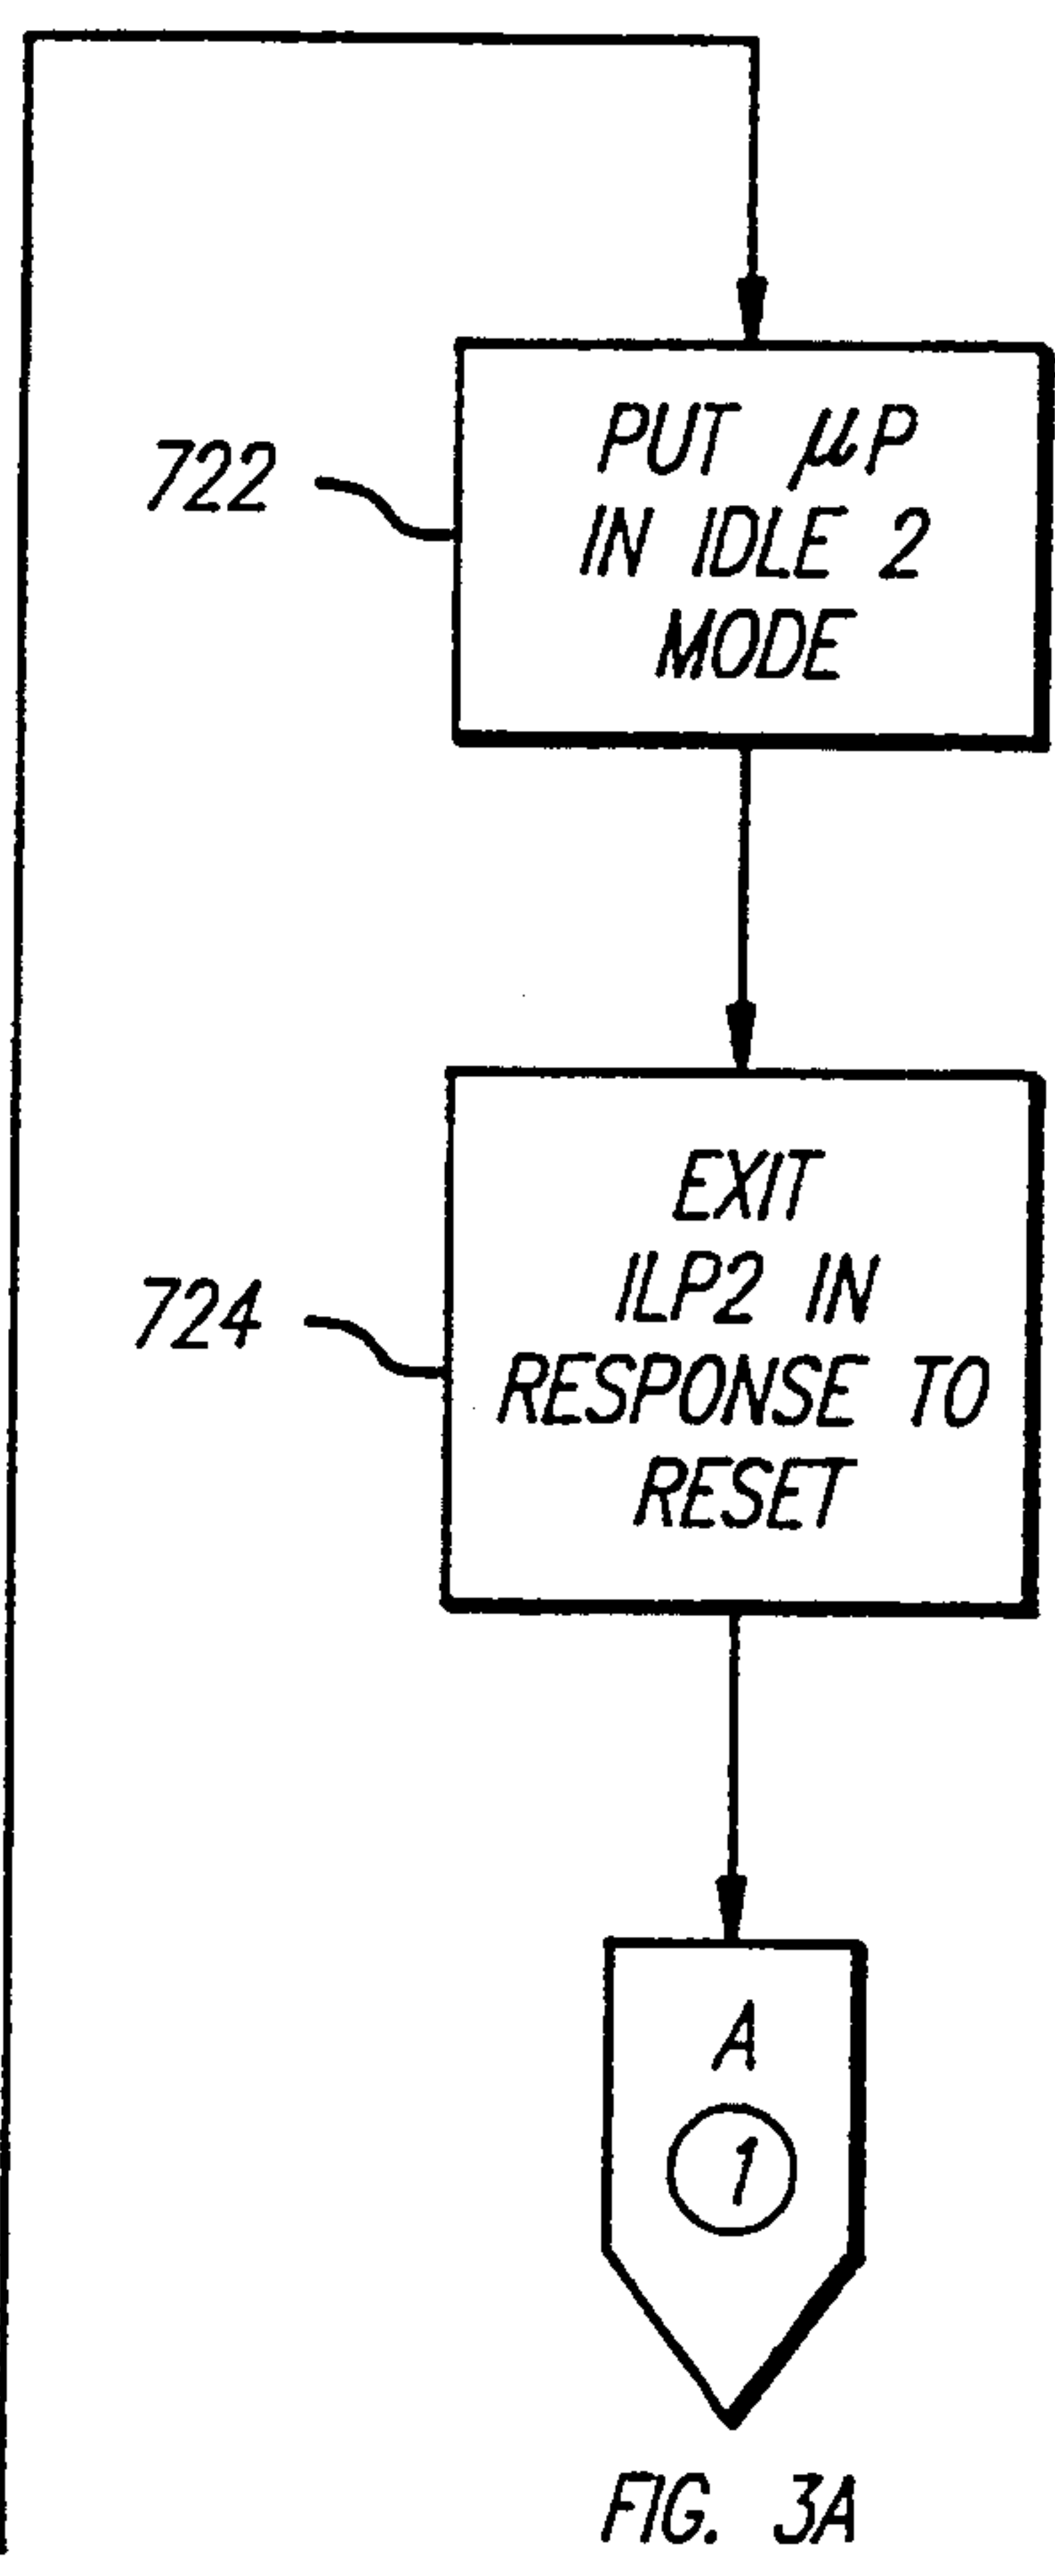 722
PUT μP
IN IDLE 2
MODE
724
EXIT
ILP2 IN
RESPONSE TO
RESET
A
1
FIG. 3A